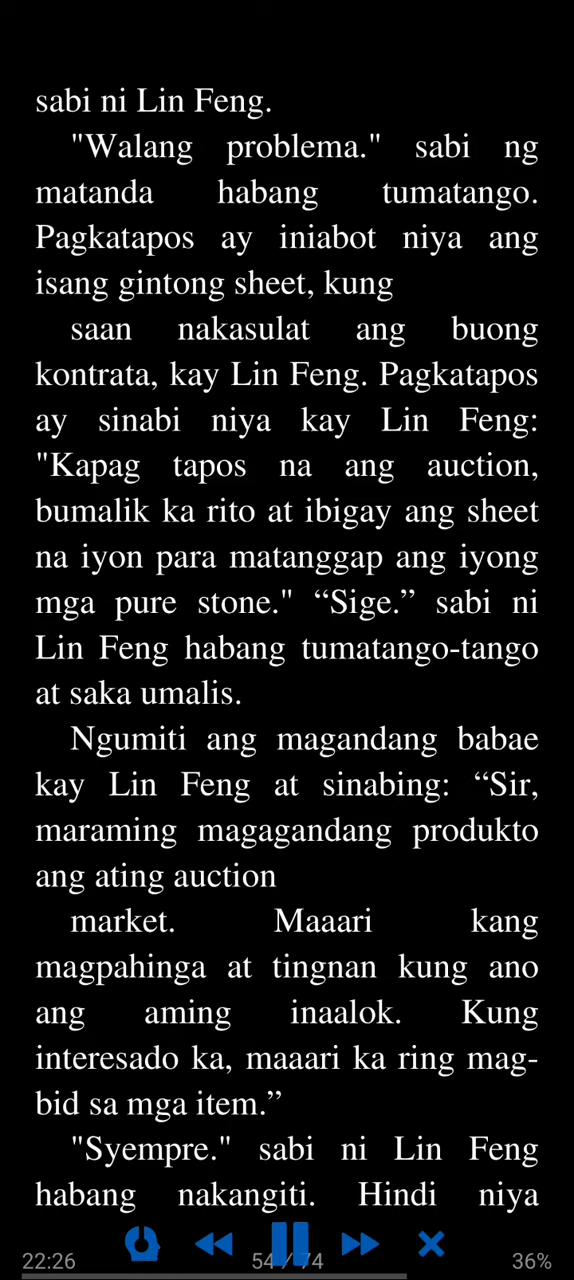 sabi ni Lin Feng.
"Walang problema." sabi ng
matanda habang tumatango.
Pagkatapos ay iniabot niya ang
isang gintong sheet, kung
saan nakasulat ang buong
kontrata, kay Lin Feng. Pagkatapos
ay sinabi niya kay Lin Feng:
"Kapag tapos na ang auction,
bumalik ka rito at ibigay ang sheet
na iyon para matanggap ang iyong
mga pure stone." “Sige.” sabi ni
Lin Feng habang tumatango-tango
at saka umalis.
Ngumiti ang magandang babae
kay Lin Feng at sinabing: “Sir,
maraming magagandang produkto
ang ating auction
market. Maaari kang
magpahinga at tingnan kung ano
ang aming inaalok. Kung
interesado ka, maaari ka ring mag-
bid sa mga item.”
"Syempre." sabi ni Lin Feng
habang nakangiti. Hindi niya
22:26 54 / 74 36%